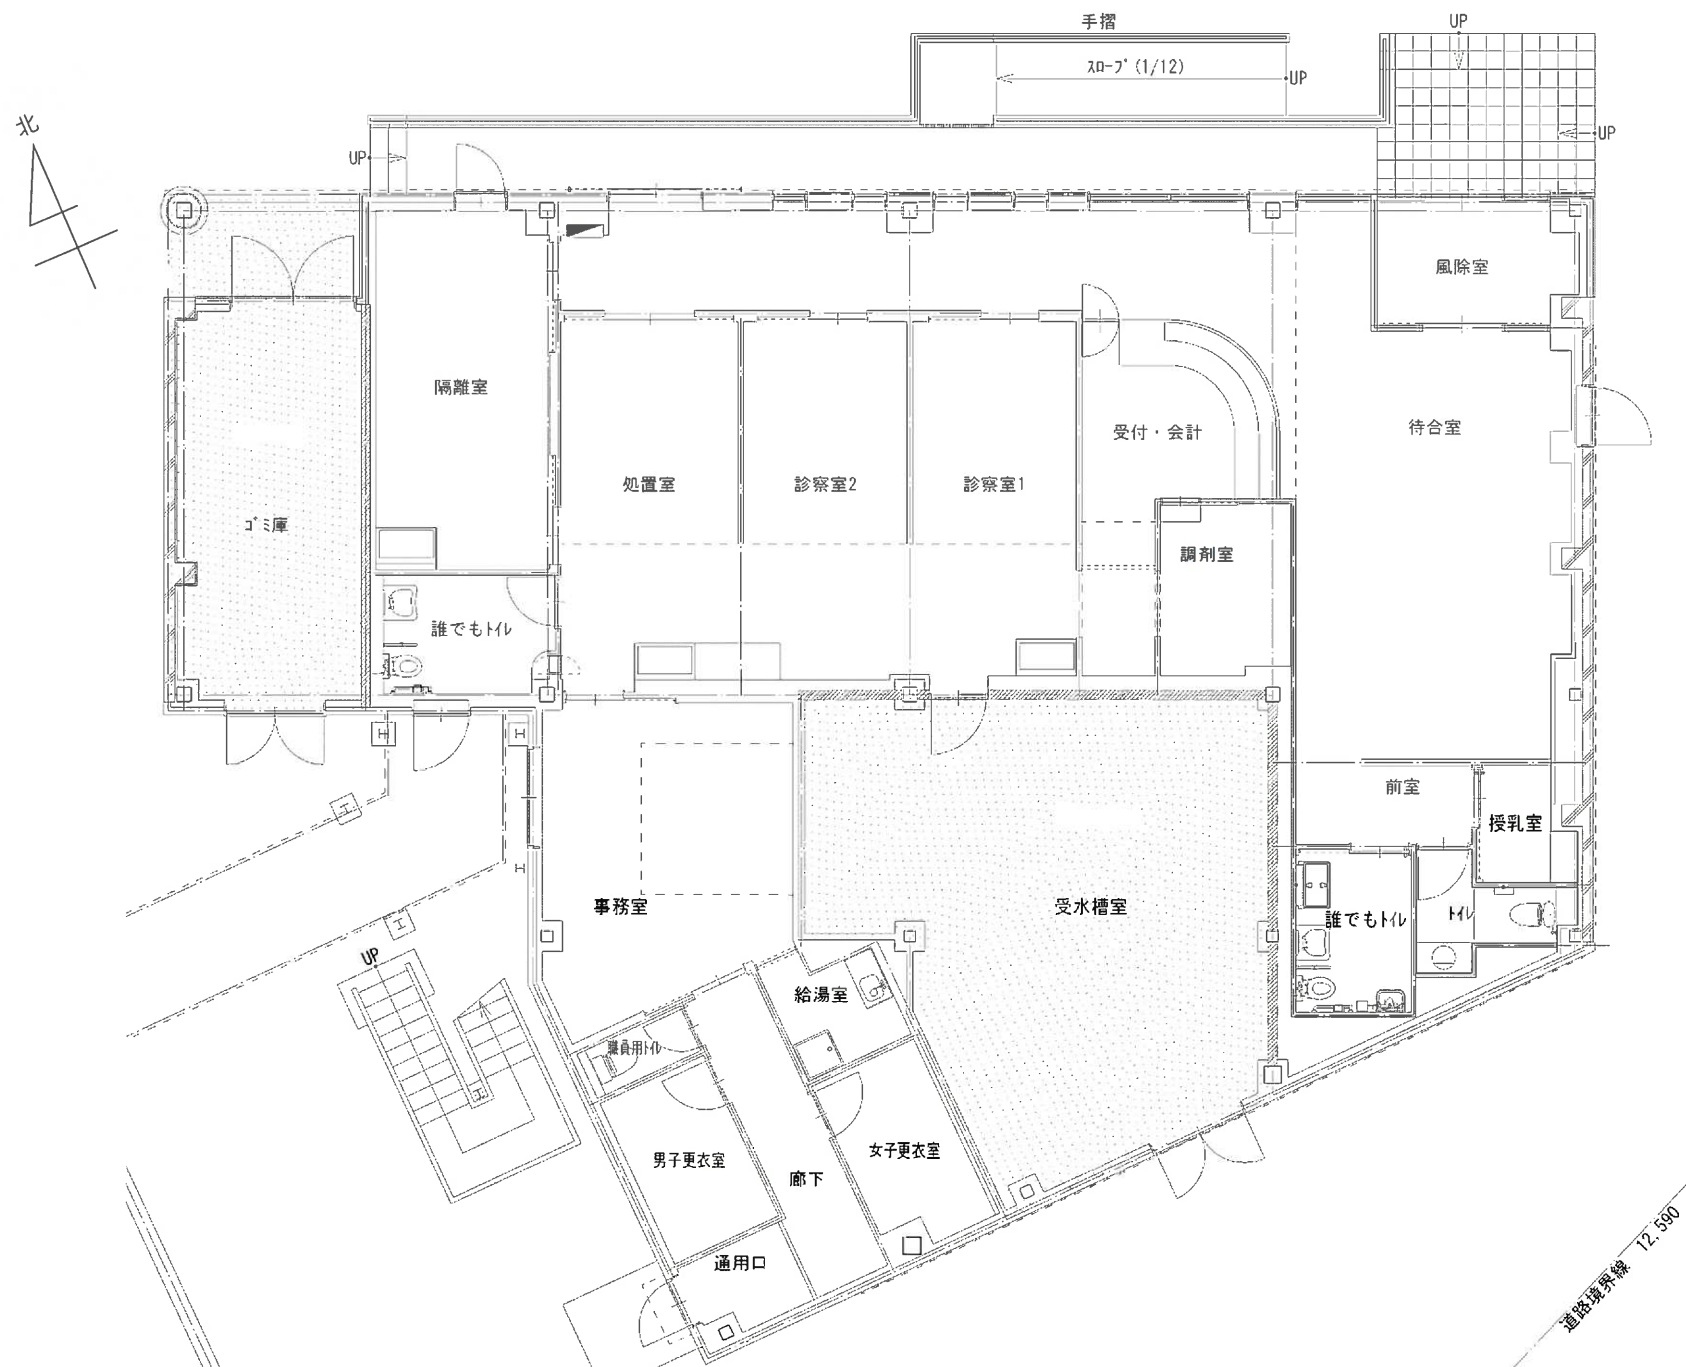 手摺
UP
スロープ(1/12)
UP
北
UP
UP
風除室
隔離室
受付・会計
待合室
処置室
診察室2
診察室1
ゴミ庫
調剤室
誰でもトイレ
前室
授乳室
事務室
受水槽室
誰でもトイレ
トイレ
UP
給湯室
職員用トイレ
男子更衣室
廊下
女子更衣室
通用口
道路境界線 12,590